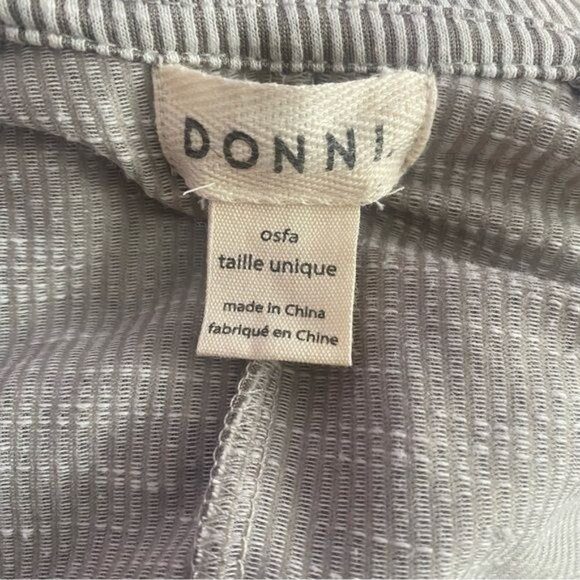 DONNI.
osfa
taille unique
made in China
fabriqué en Chine